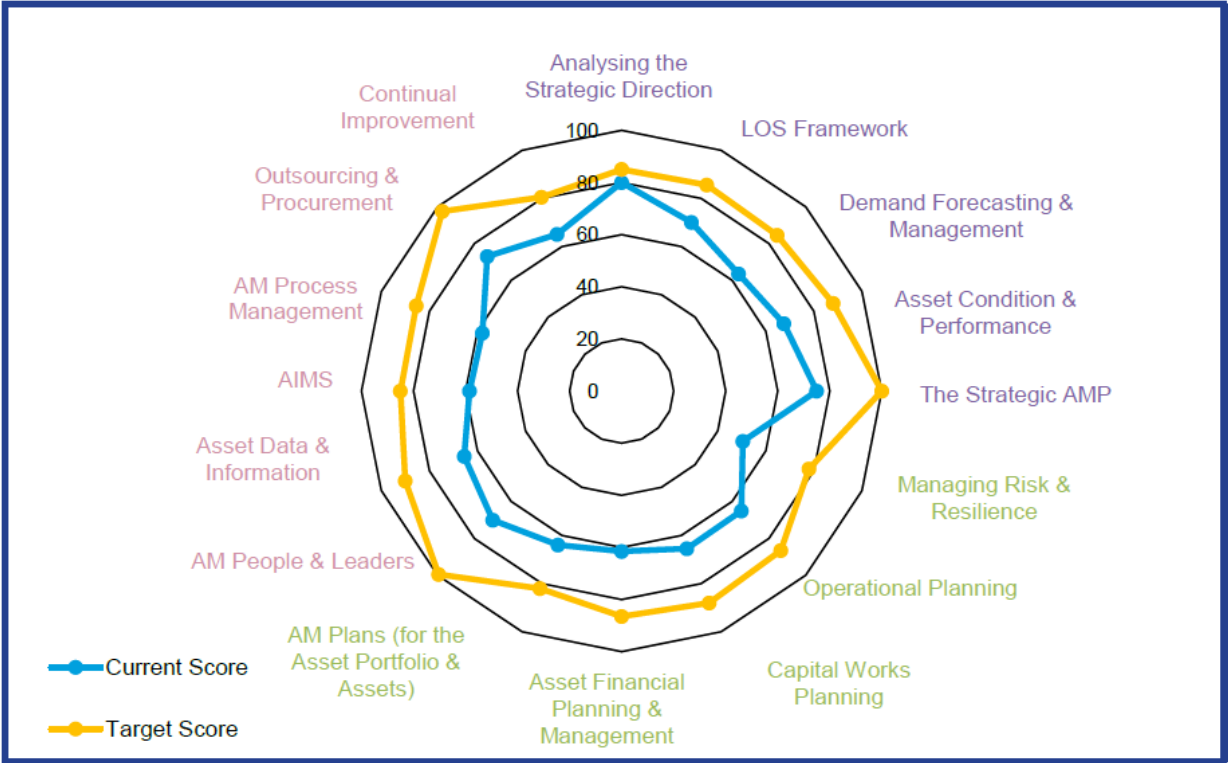 Analysing the
Strategic Direction
LOS Framework
Demand Forecasting &
Management
Asset Condition &
Performance
The Strategic AMP
Managing Risk &
Resilience
Operational Planning
Capital Works
Planning
Asset Financial
Planning &
Management
AM Plans (for the
Asset Portfolio &
Assets)
AM People & Leaders
Asset Data &
Information
AIMS
AM Process
Management
Outsourcing &
Procurement
Continual
Improvement
100
80
60
40
20
0
Current Score
Target Score